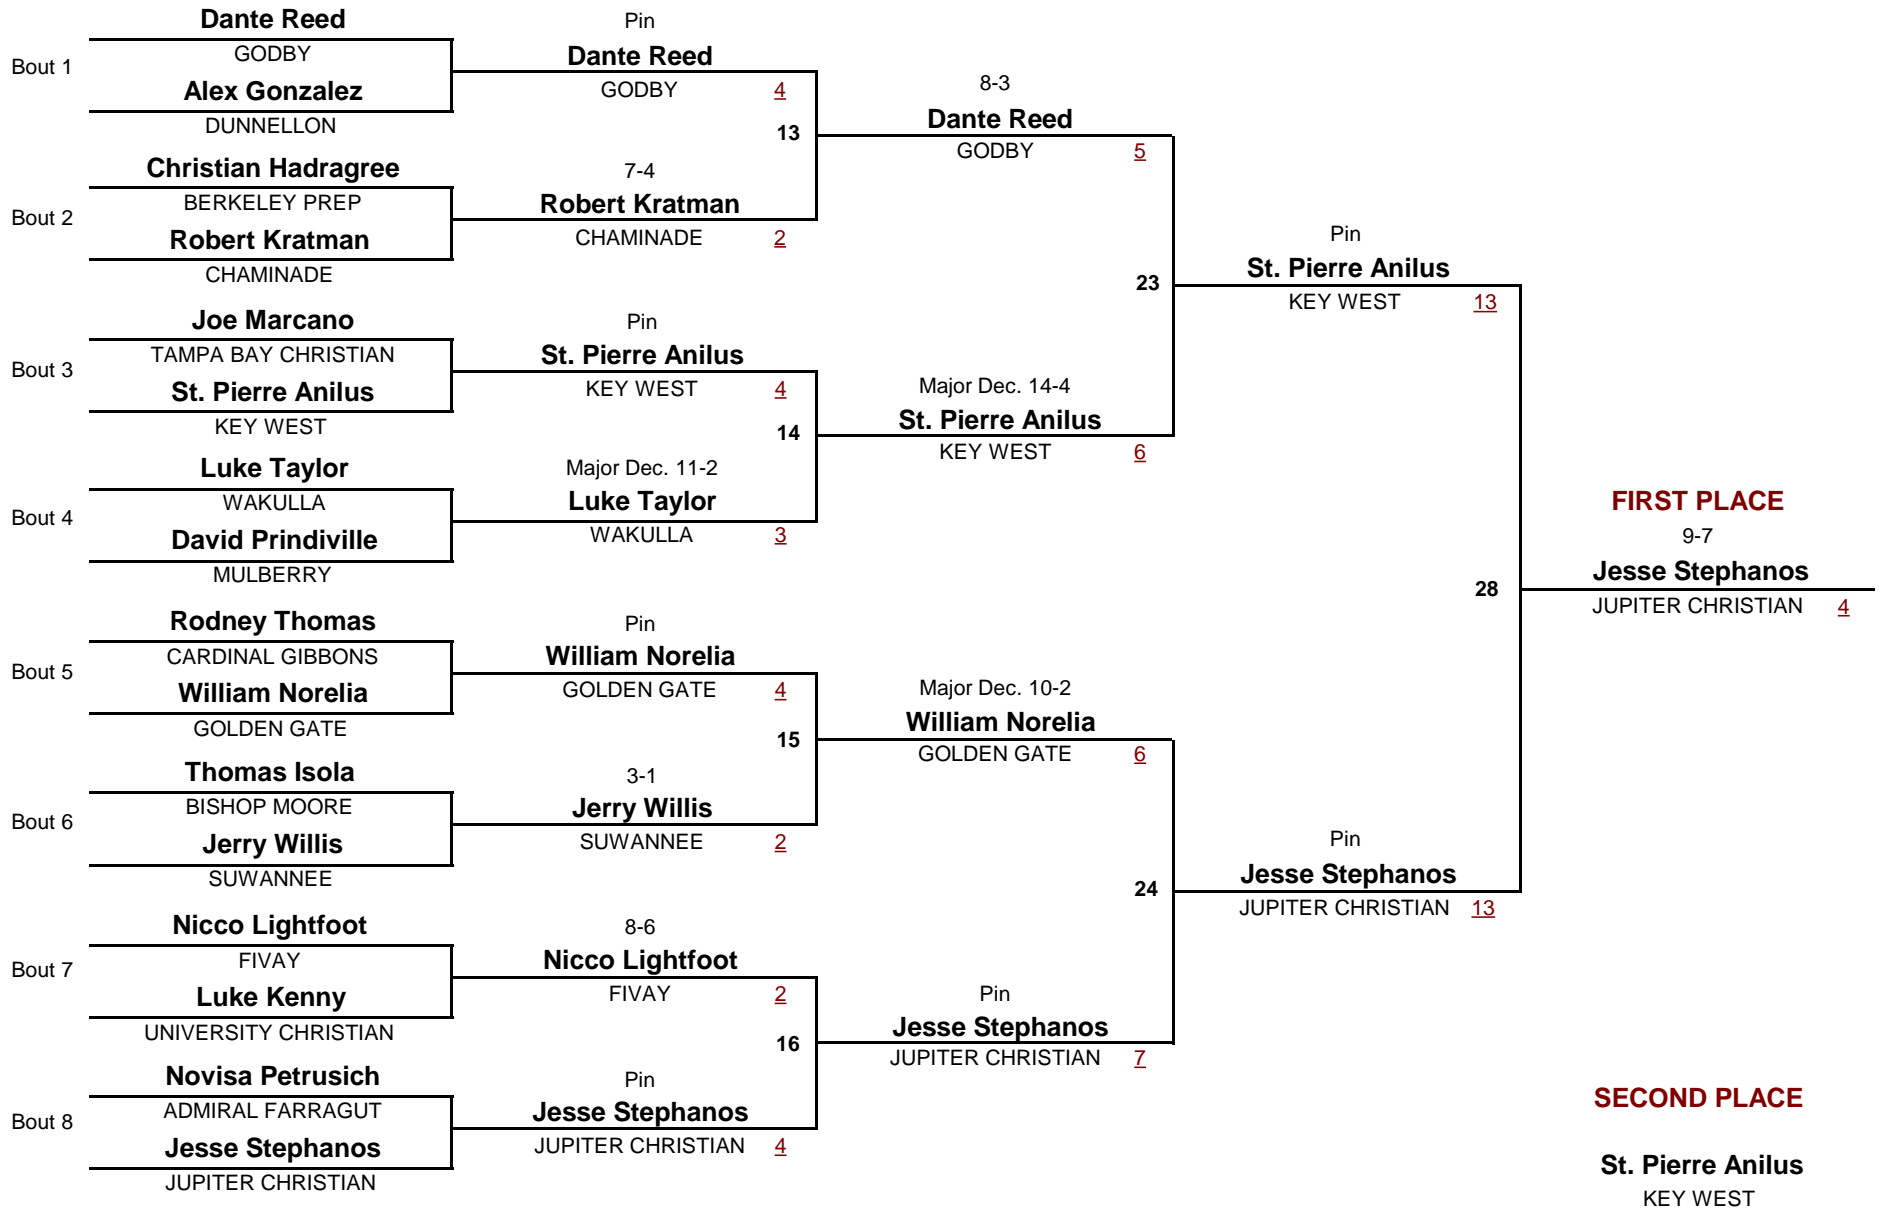 Dante Reed
Bout 1
GODBY
Alex Gonzalez
DUNNELLON
Christian Hadragree
Bout 2
BERKELEY PREP
Robert Kratman
CHAMINADE
Joe Marcano
Bout 3
TAMPA BAY CHRISTIAN
St. Pierre Anilus
KEY WEST
Luke Taylor
Bout 4
WAKULLA
David Prindiville
MULBERRY
Rodney Thomas
Bout 5
CARDINAL GIBBONS
William Norelia
GOLDEN GATE
Thomas Isola
Bout 6
BISHOP MOORE
Jerry Willis
SUWANNEE
Nicco Lightfoot
Bout 7
FIVAY
Luke Kenny
UNIVERSITY CHRISTIAN
Novisa Petrusich
Bout 8
ADMIRAL FARRAGUT
Jesse Stephanos
JUPITER CHRISTIAN
Pin
Dante Reed
GODBY 4
13
7-4
Robert Kratman
CHAMINADE 2
Pin
St. Pierre Anilus
KEY WEST 4
14
Major Dec. 11-2
Luke Taylor
WAKULLA 3
Pin
William Norelia
GOLDEN GATE 4
15
3-1
Jerry Willis
SUWANNEE 2
8-6
Nicco Lightfoot
FIVAY 2
16
Pin
Jesse Stephanos
JUPITER CHRISTIAN 4
8-3
Dante Reed
GODBY 5
23
Major Dec. 14-4
St. Pierre Anilus
KEY WEST 6
Major Dec. 10-2
William Norelia
GOLDEN GATE 6
24
Pin
Jesse Stephanos
JUPITER CHRISTIAN 7
Pin
St. Pierre Anilus
KEY WEST 13
28
Pin
Jesse Stephanos
JUPITER CHRISTIAN 13
FIRST PLACE
9-7
Jesse Stephanos
JUPITER CHRISTIAN 4
SECOND PLACE
St. Pierre Anilus
KEY WEST